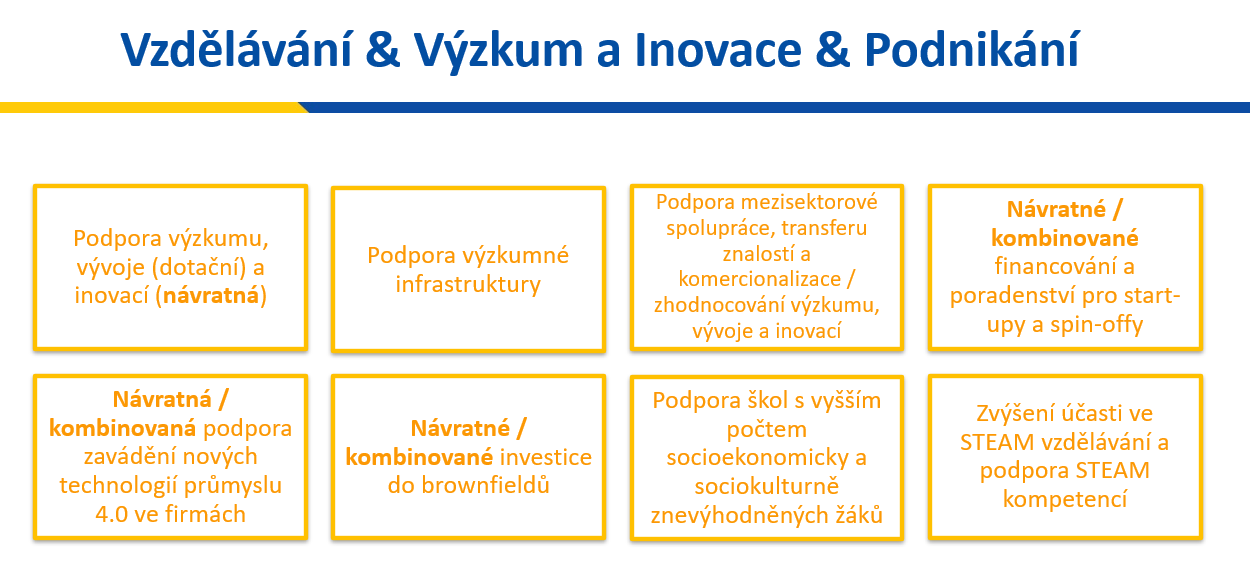 Vzdělávání & Výzkum a Inovace & Podnikání
Podpora výzkumu,
vývoje (dotační) a
inovací (návratná)
Podpora výzkumné
infrastruktury
Podpora mezisektorové
spolupráce, transferu
znalostí a
komercionalizace /
zhodnocování výzkumu,
vývoje a inovací
Návratné /
kombinované
financování a
poradenství pro start-
upy a spin-offy
Návratná /
kombinovaná podpora
zavádění nových
technologií průmyslu
4.0 ve firmách
Návratné /
kombinované investice
do brownfieldů
Podpora škol s vyšším
počtem
socioekonomicky a
sociokulturně
znevýhodněných žáků
Zvýšení účasti ve
STEAM vzdělávání a
podpora STEAM
kompetencí